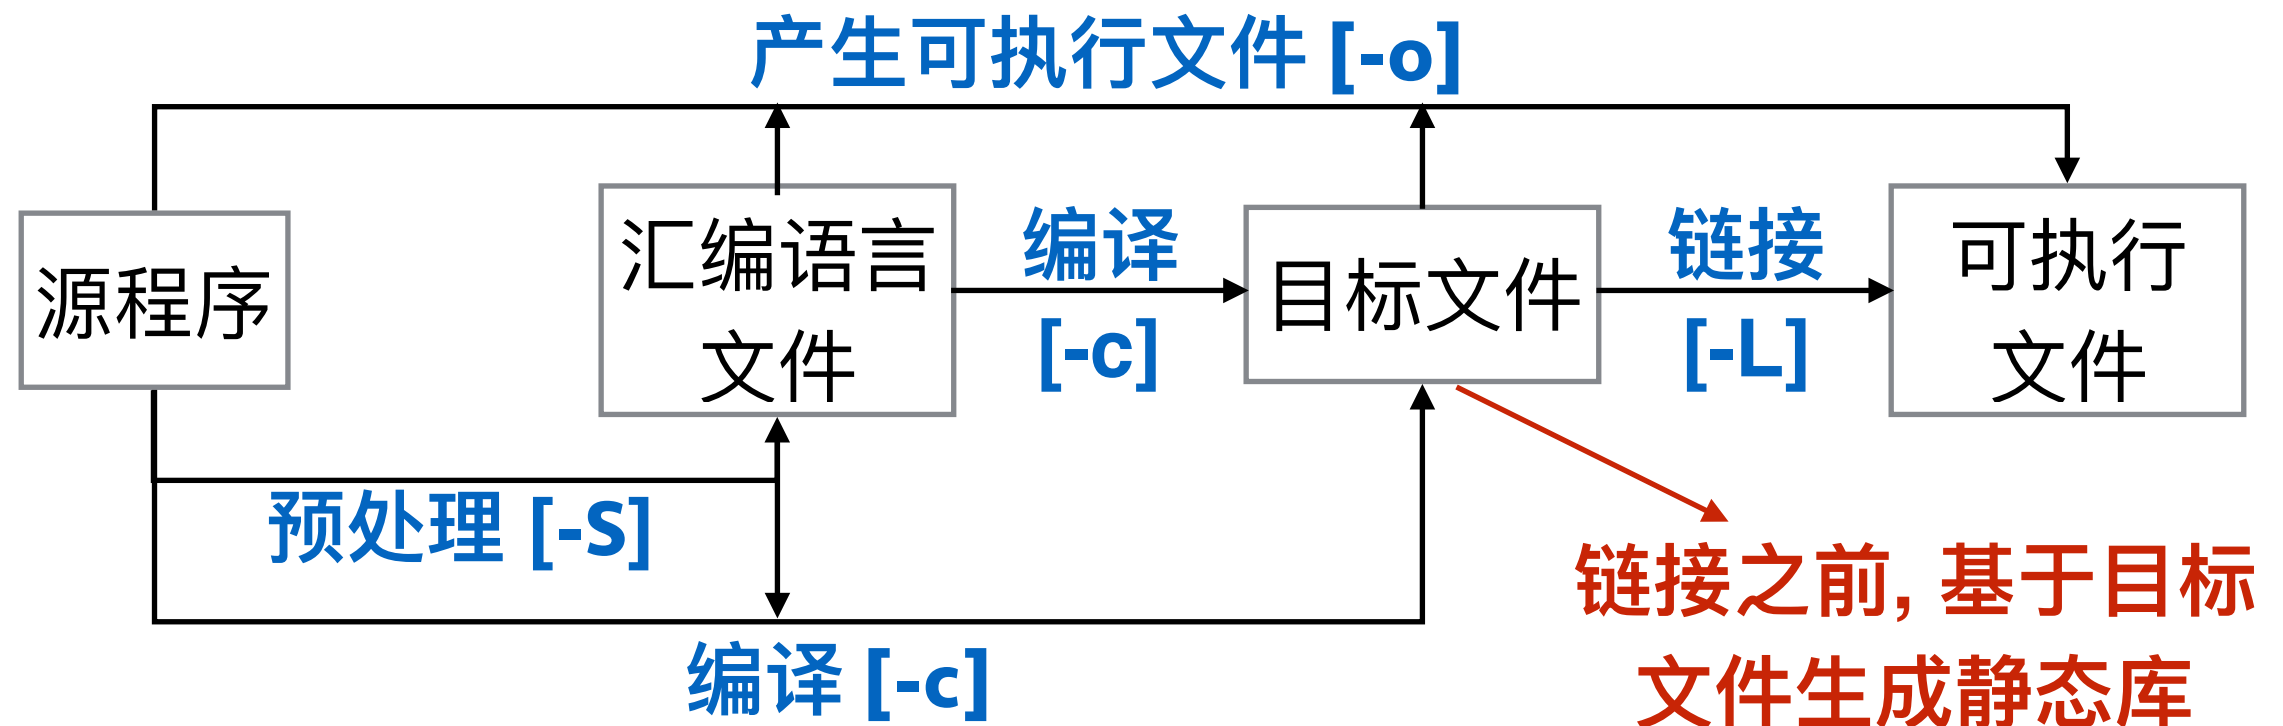 产生可执行文件 [-o]
源程序
汇编语言
文件
编译
[-c]
目标文件
链接
[-L]
可执行
文件
预处理 [-S]
编译 [-c]
链接之前, 基于目标
文件生成静态库